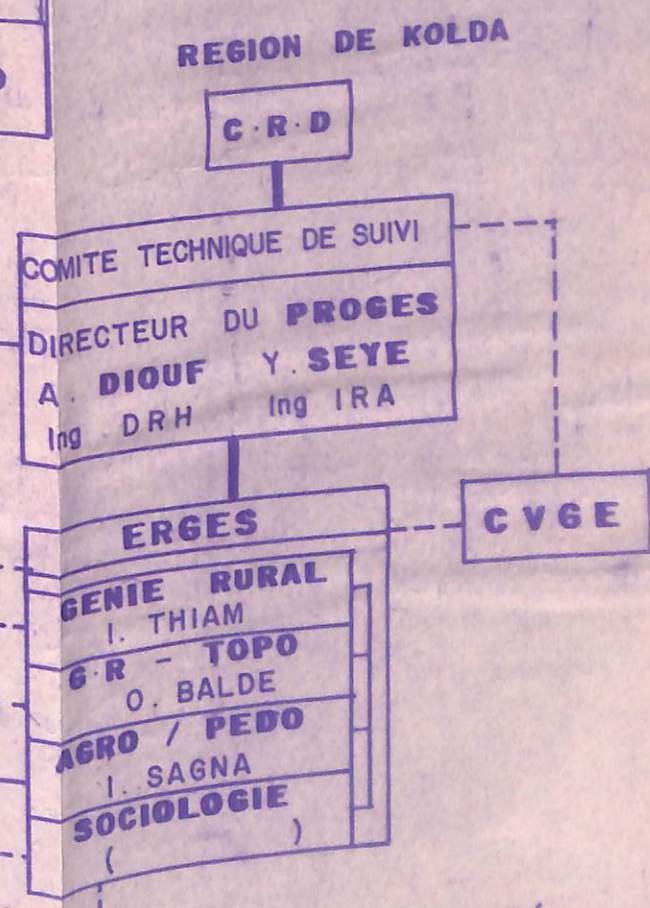 REGION DE KOLDA
C.R.D
COMITE TECHNIQUE DE SUIVI
DIRECTEUR DU PROGES
A. DIOUF Y. SEYE
Ing DRH Ing IRA
ERGES
CVGE
GENIE RURAL
I. THIAM
G.R - TOPO
O. BALDE
AGRO / PEDO
I. SAGNA
SOCIOLOGIE
( )